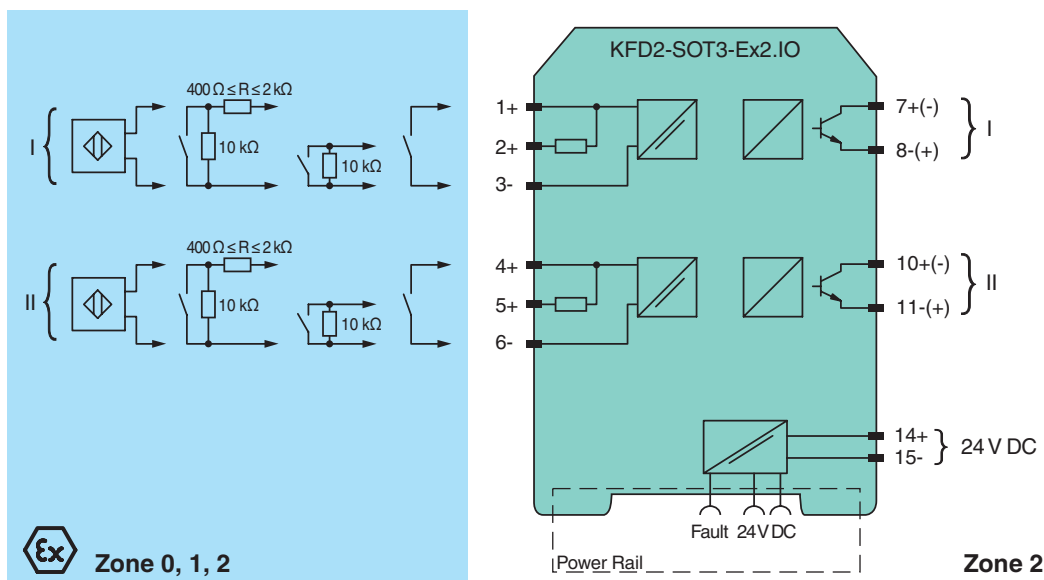 KFD2-SOT3-Ex2.IO
400 Ω ≤ R ≤ 2 kΩ
I
10 kΩ
10 kΩ
1+
2+
3-
7+(-)
8-(+)
I
400 Ω ≤ R ≤ 2 kΩ
II
10 kΩ
10 kΩ
4+
5+
6-
10+(-)
11-(+)
II
14+
15-
24 V DC
Fault
24 V DC
Power Rail
Ex
Zone 0, 1, 2
Zone 2